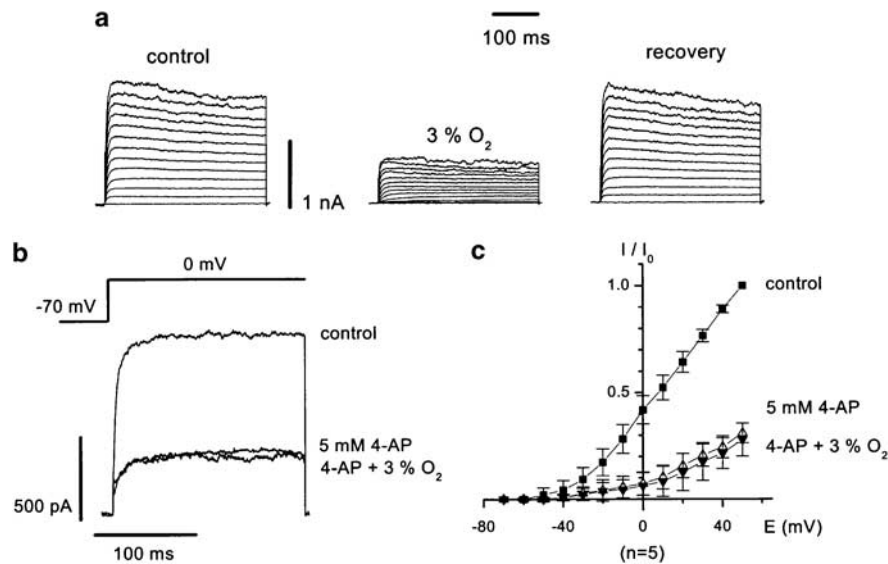 a
100 ms
control
recovery
3 % O₂
1 nA
b
0 mV
-70 mV
control
5 mM 4-AP
4-AP + 3 % O₂
500 pA
100 ms
c
I / I₀
1.0
control
0.5
5 mM 4-AP
4-AP + 3 % O₂
-80
-40
0
40
E (mV)
(n=5)